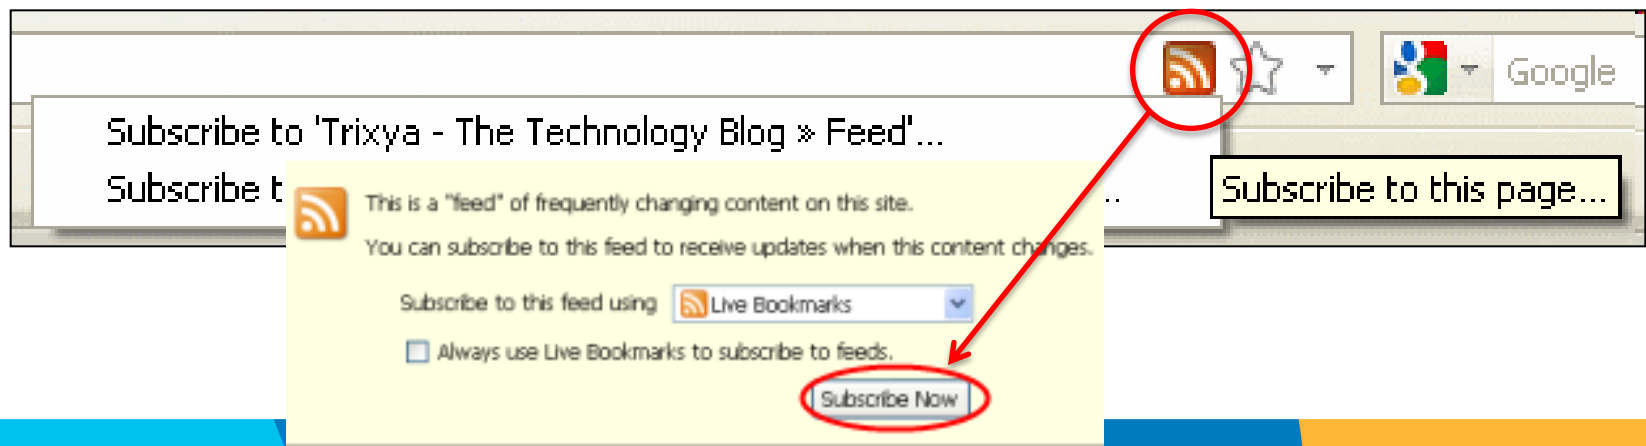 Google
Subscribe to 'Trixya - The Technology Blog » Feed'...
Subscribe t ...
Subscribe to this page...
This is a "feed" of frequently changing content on this site.
You can subscribe to this feed to receive updates when this content changes.
Subscribe to this feed using Live Bookmarks
Always use Live Bookmarks to subscribe to feeds.
Subscribe Now